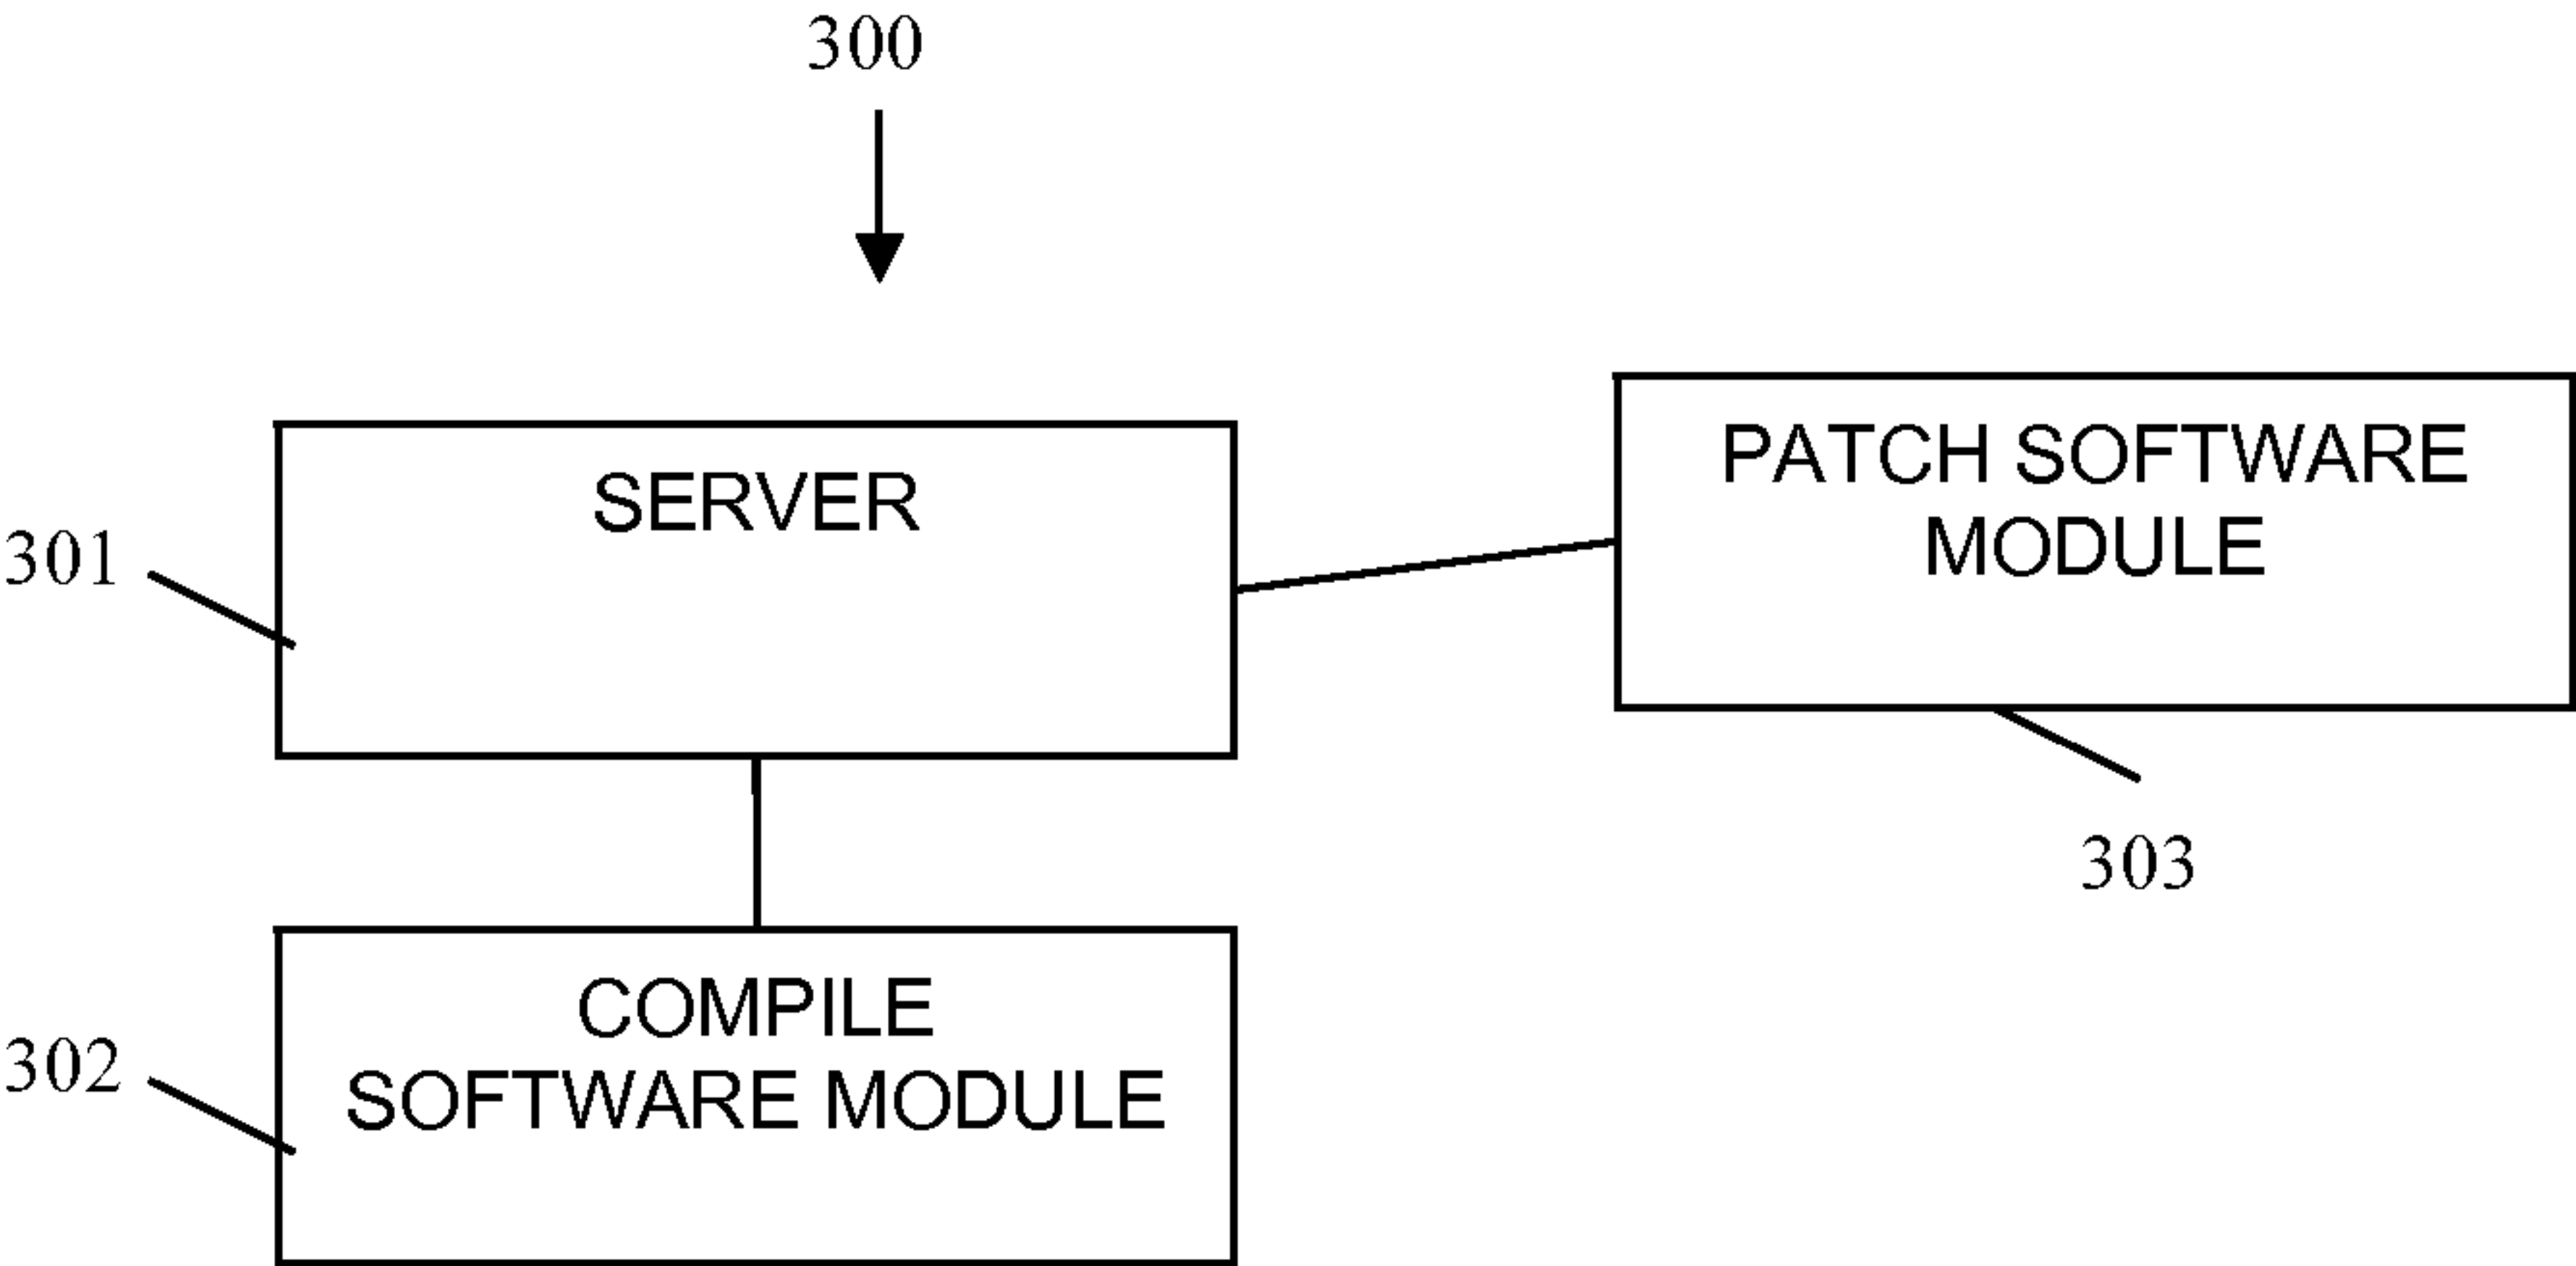 300
SERVER
301
PATCH SOFTWARE
MODULE
303
COMPILE
SOFTWARE MODULE
302